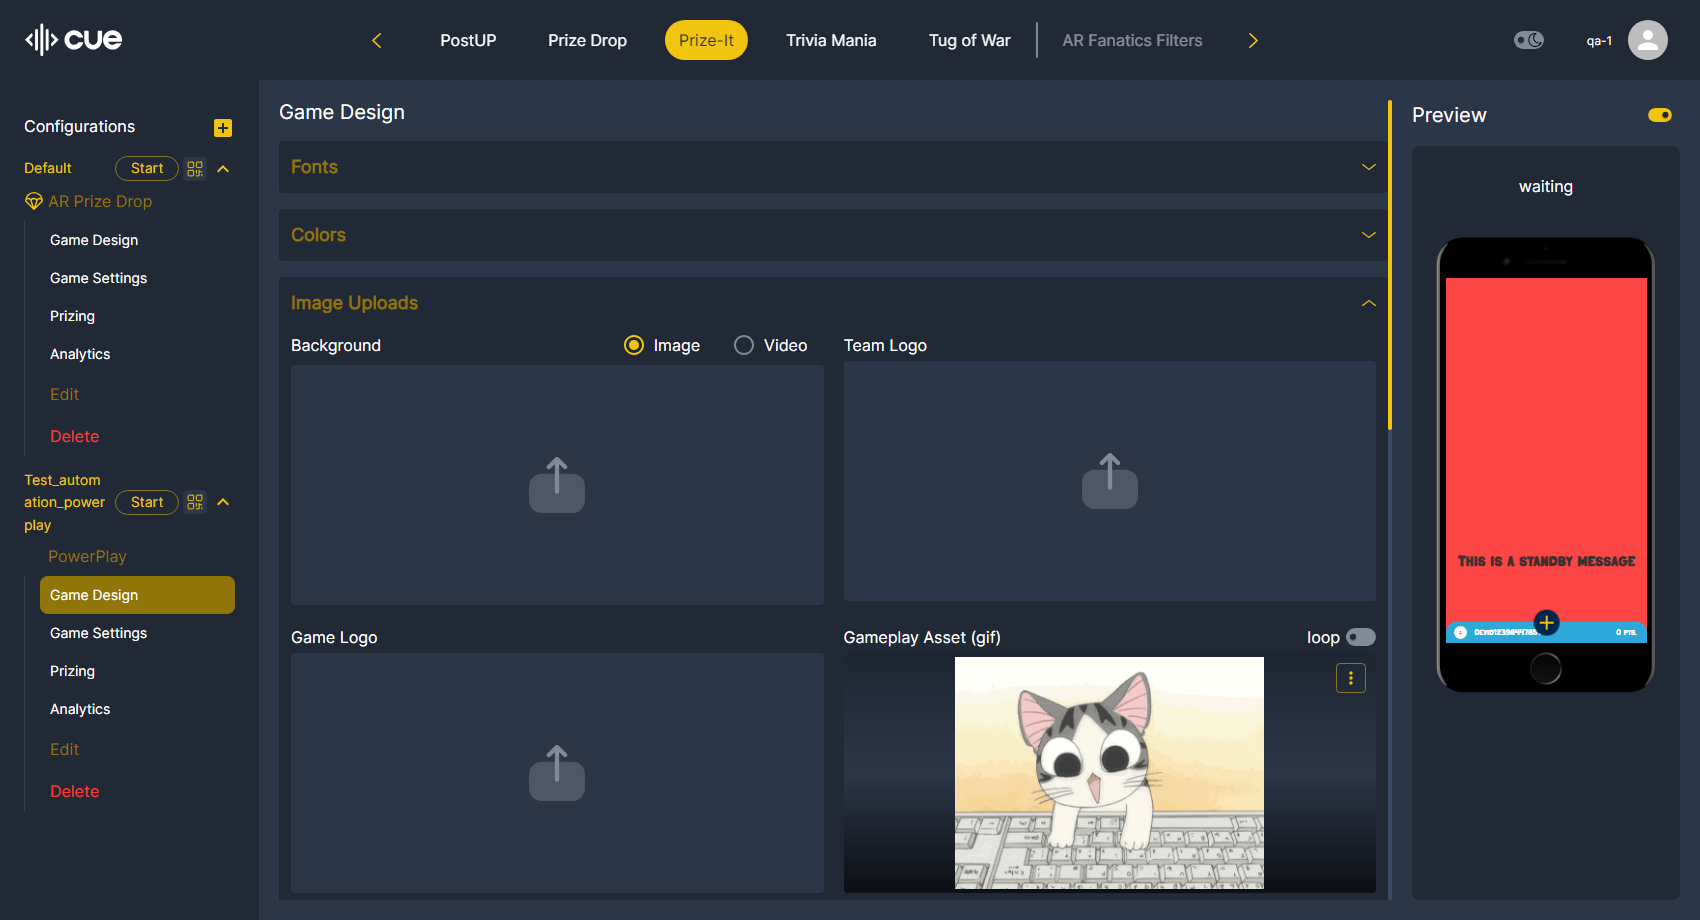 cue
PostUP
Prize Drop
Prize-It
Trivia Mania
Tug of War
AR Fanatics Filters
qa-1
Configurations
Default
Start
AR Prize Drop
Game Design
Game Settings
Prizing
Analytics
Edit
Delete
Test_autom
ation_power
play
Start
PowerPlay
Game Design
Game Settings
Prizing
Analytics
Edit
Delete
Game Design
Fonts
Colors
Image Uploads
Background
Image
Video
Team Logo
Game Logo
Gameplay Asset (gif)
loop
Preview
waiting
This is a standby message
0 pts.